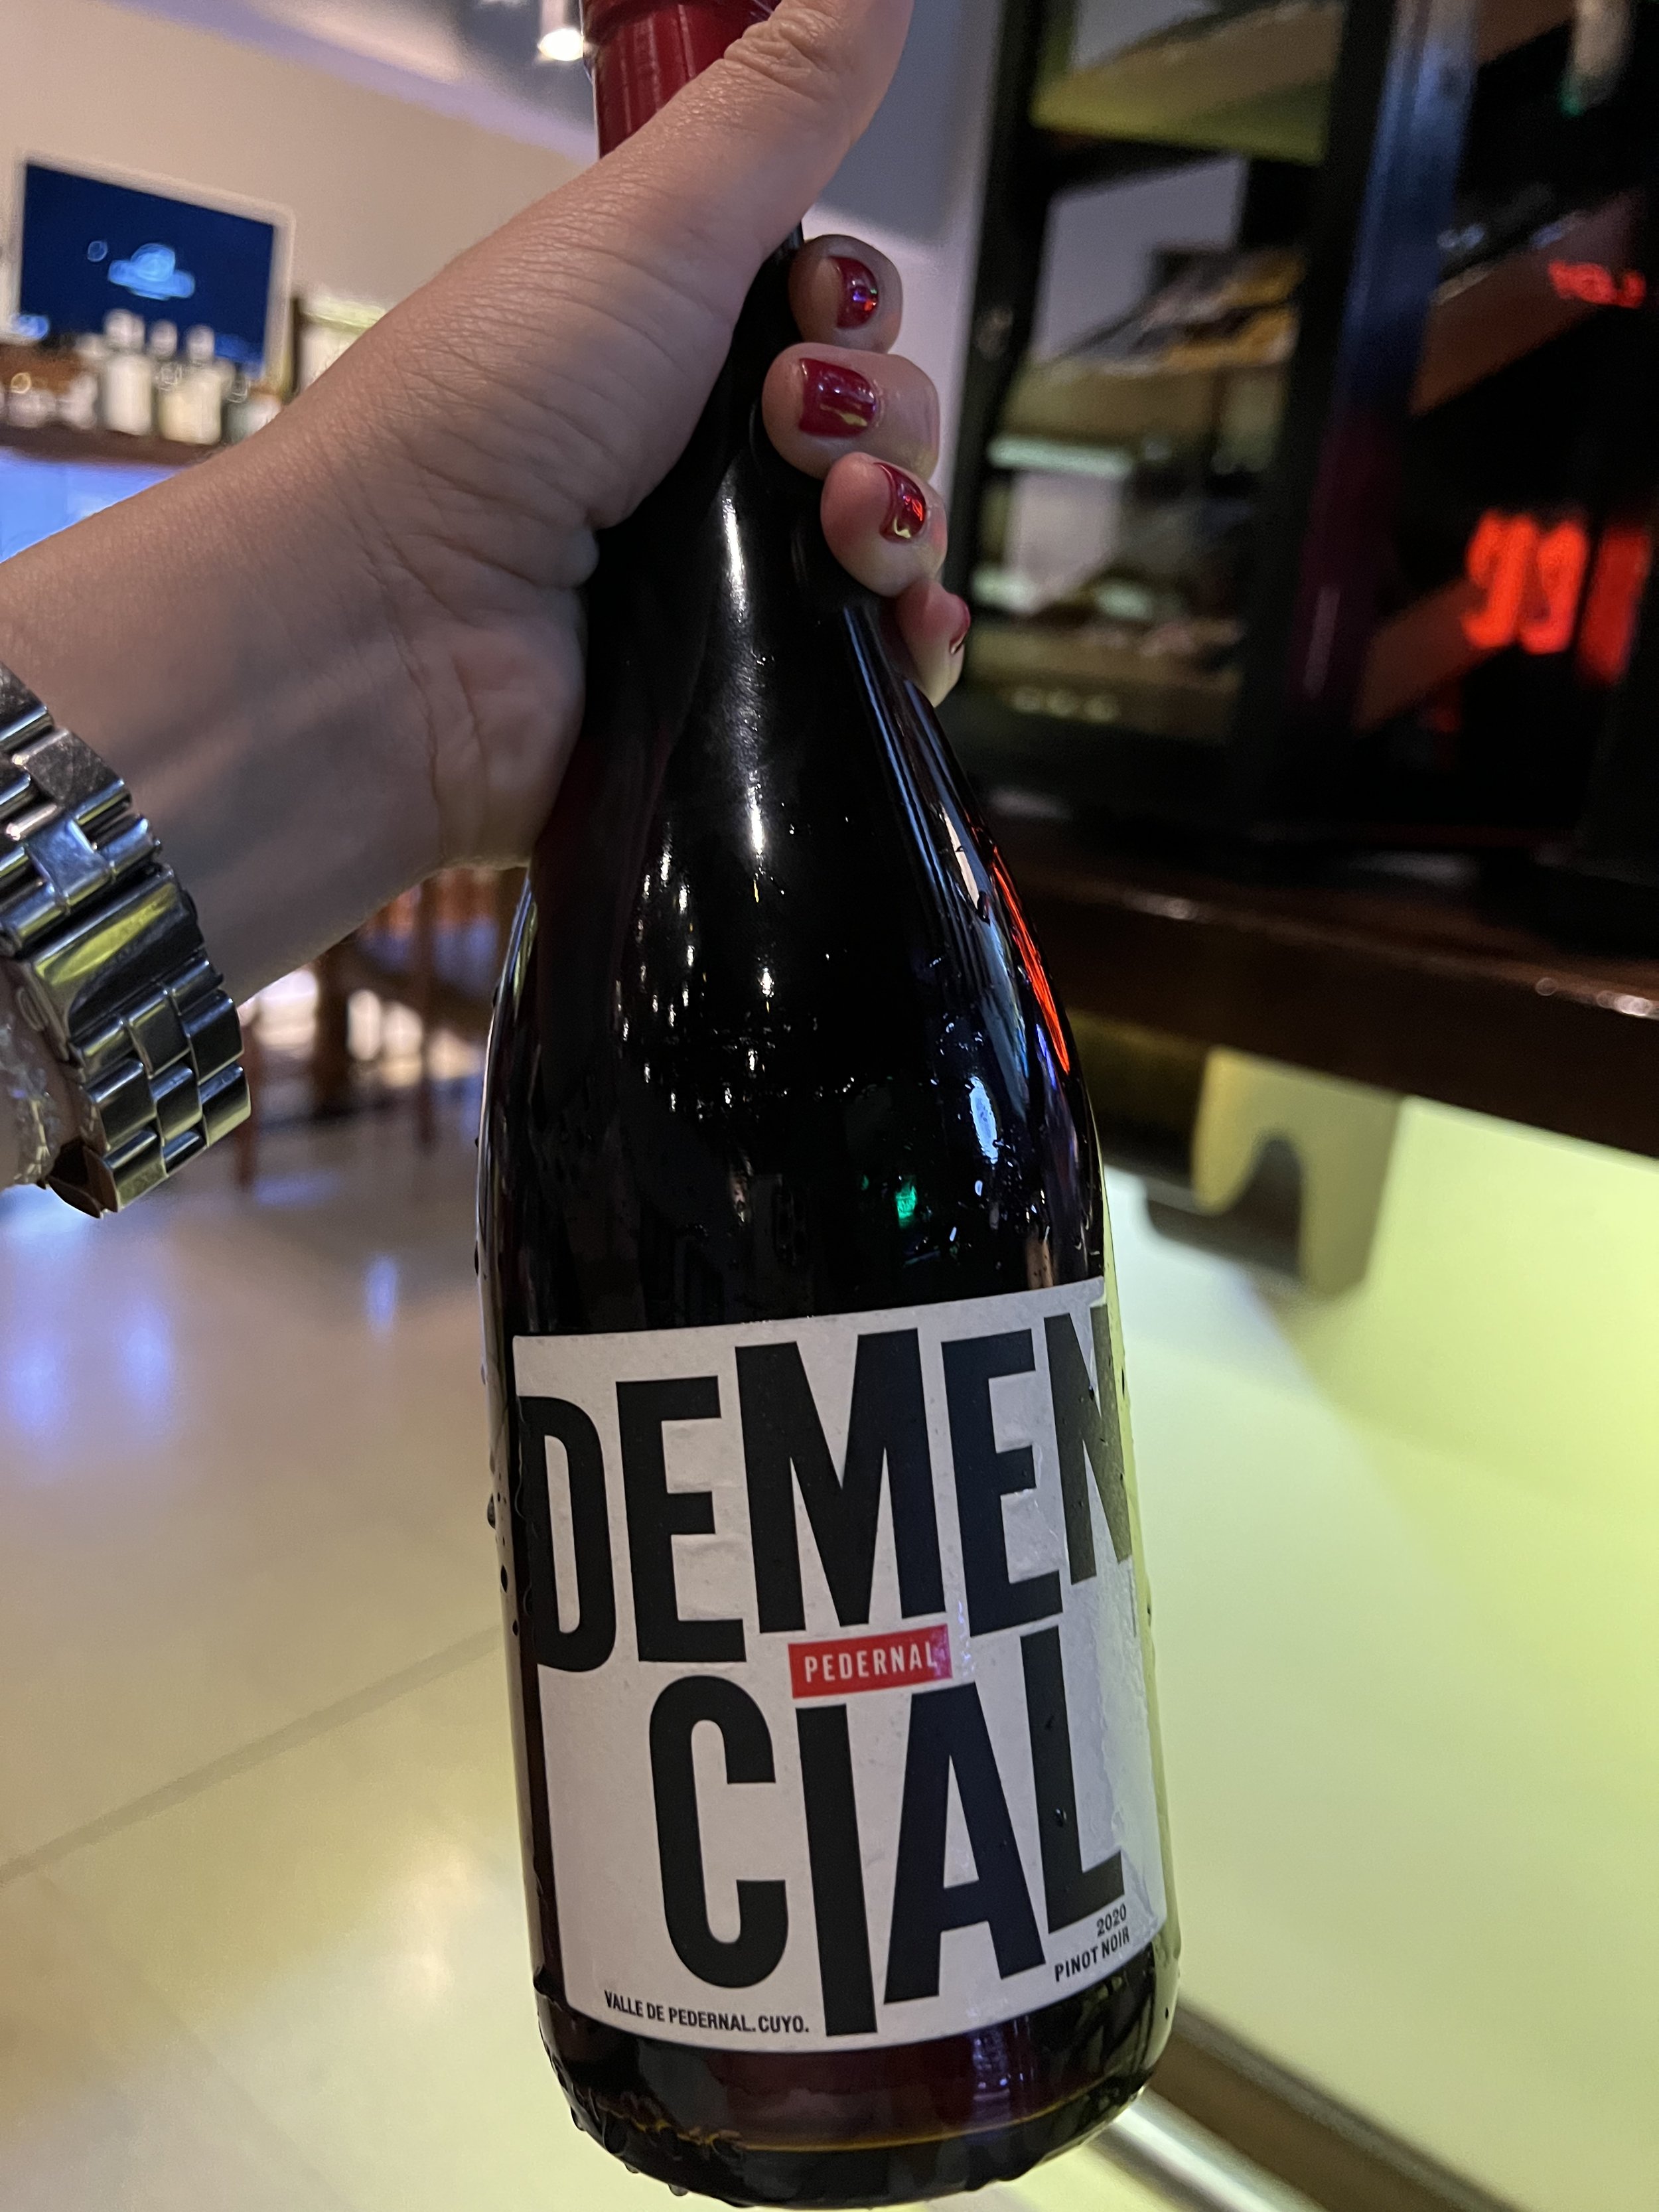 DEMEN
PEDERNAL
CIAL
2020
PINOT NOIR
VALLE DE PEDERNAL. CUYO.